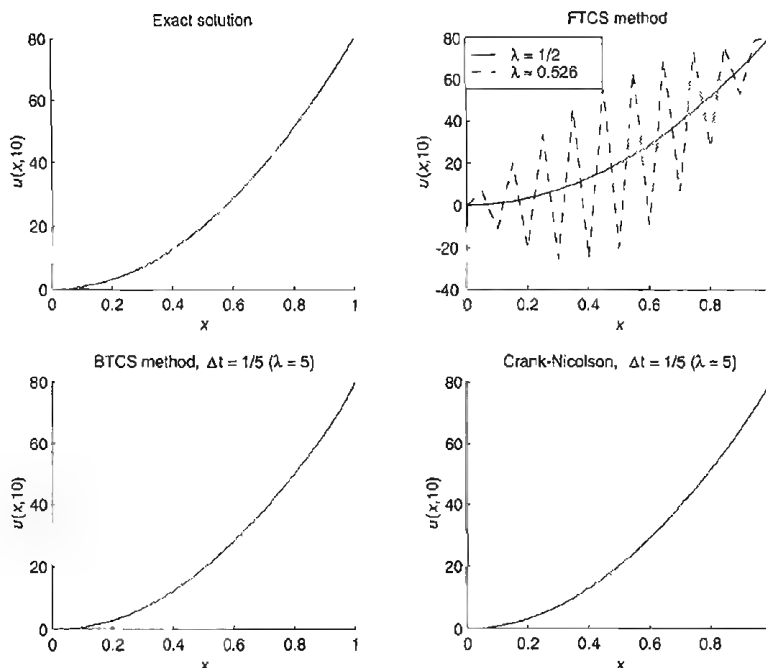 Exact solution
80
60
40
20
0
0 0.2 0.4 0.6 0.8 1
x
u(x,10)
FTCS method
λ = 1/2
λ ≈ 0.526
80
60
40
20
0
-20
-40
0 0.2 0.4 0.6 0.8
x
u(x,10)
BTCS method, Δt = 1/5 (λ = 5)
80
60
40
20
0
0 0.2 0.4 0.6 0.8 1
x
u(x,10)
Crank-Nicolson, Δt = 1/5 (λ = 5)
80
60
40
20
0
0 0.2 0.4 0.6 0.8
x
u(x,10)